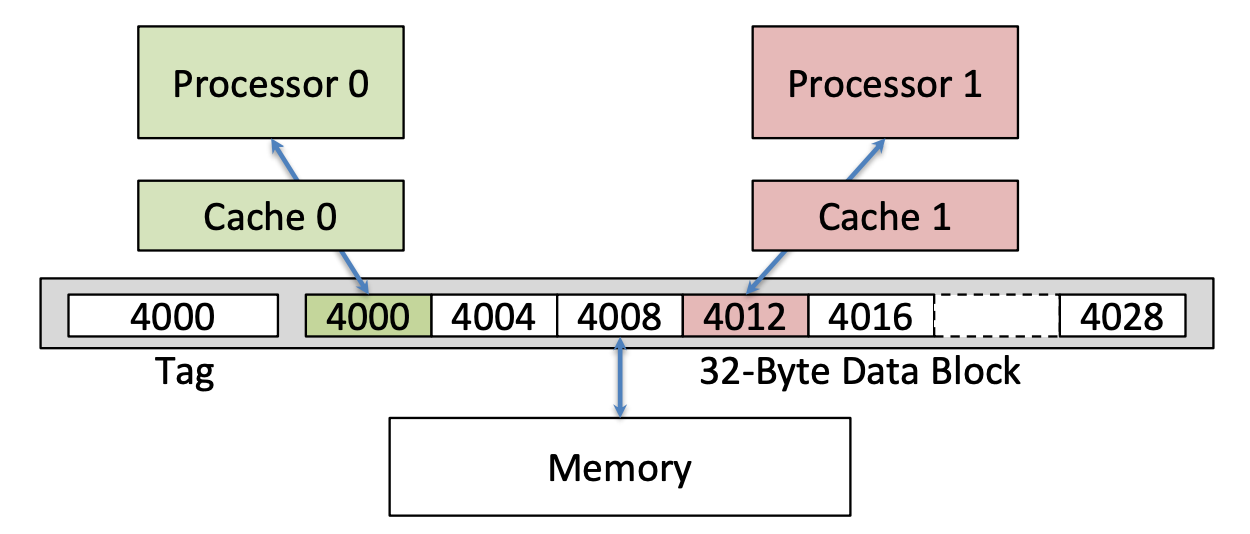 Processor 0
Processor 1
Cache 0
Cache 1
4000
4000 4004 4008 4012 4016 4028
Tag
32-Byte Data Block
Memory